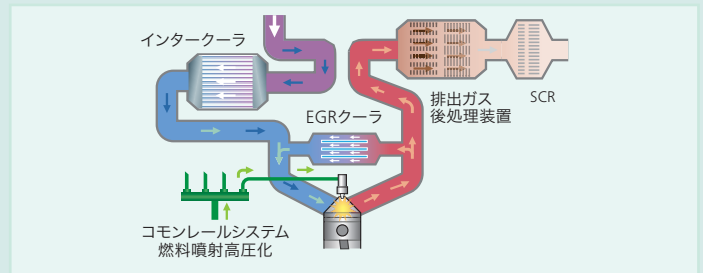 インタークーラ
EGRクーラ
排出ガス
後処理装置
SCR
コモンレールシステム
燃料噴射高圧化